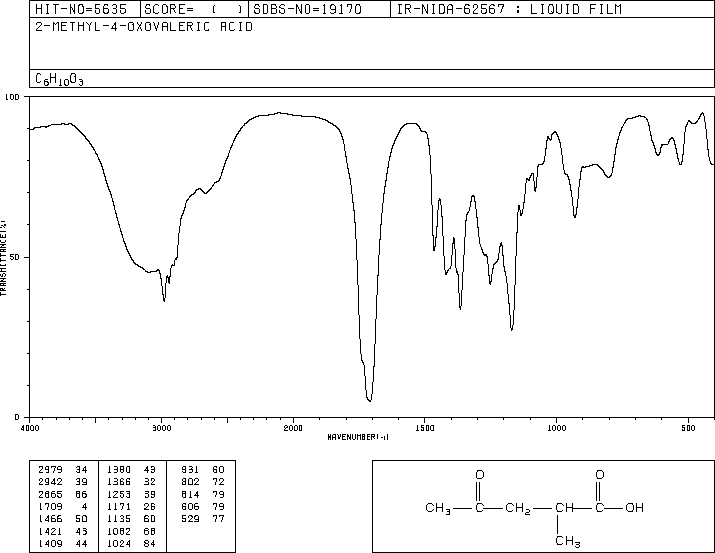 HIT-NO=5635 SCORE= ( ) SDBS-NO=19170 IR-NIDA-62567 : LIQUID FILM
2-METHYL-4-OXOVALERIC ACID
C6H10O3
100
50
0
TRANSMITTANCE(%)
4000 3000 2000 1500 1000 500
WAVENUMBER(-1)
2979 34 1380 43 931 60
2942 39 1366 32 802 72
2665 66 1253 39 614 79
1709 4 1171 26 606 79
1466 50 1135 60 529 77
1421 43 1082 68
1409 44 1024 84
O O
CH3 C CH2 CH C OH
CH3